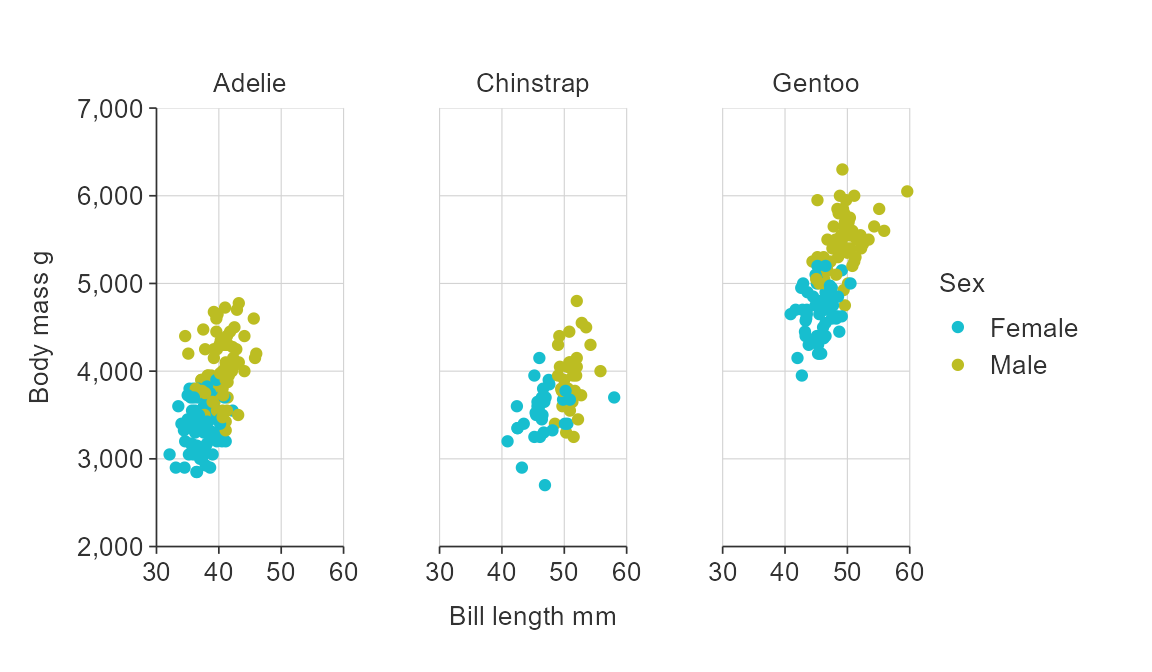 Adelie Chinstrap Gentoo
7,000
6,000
5,000
4,000
3,000
2,000
Body mass g
30 40 50 60 30 40 50 60 30 40 50 60
Bill length mm
Sex
Female
Male